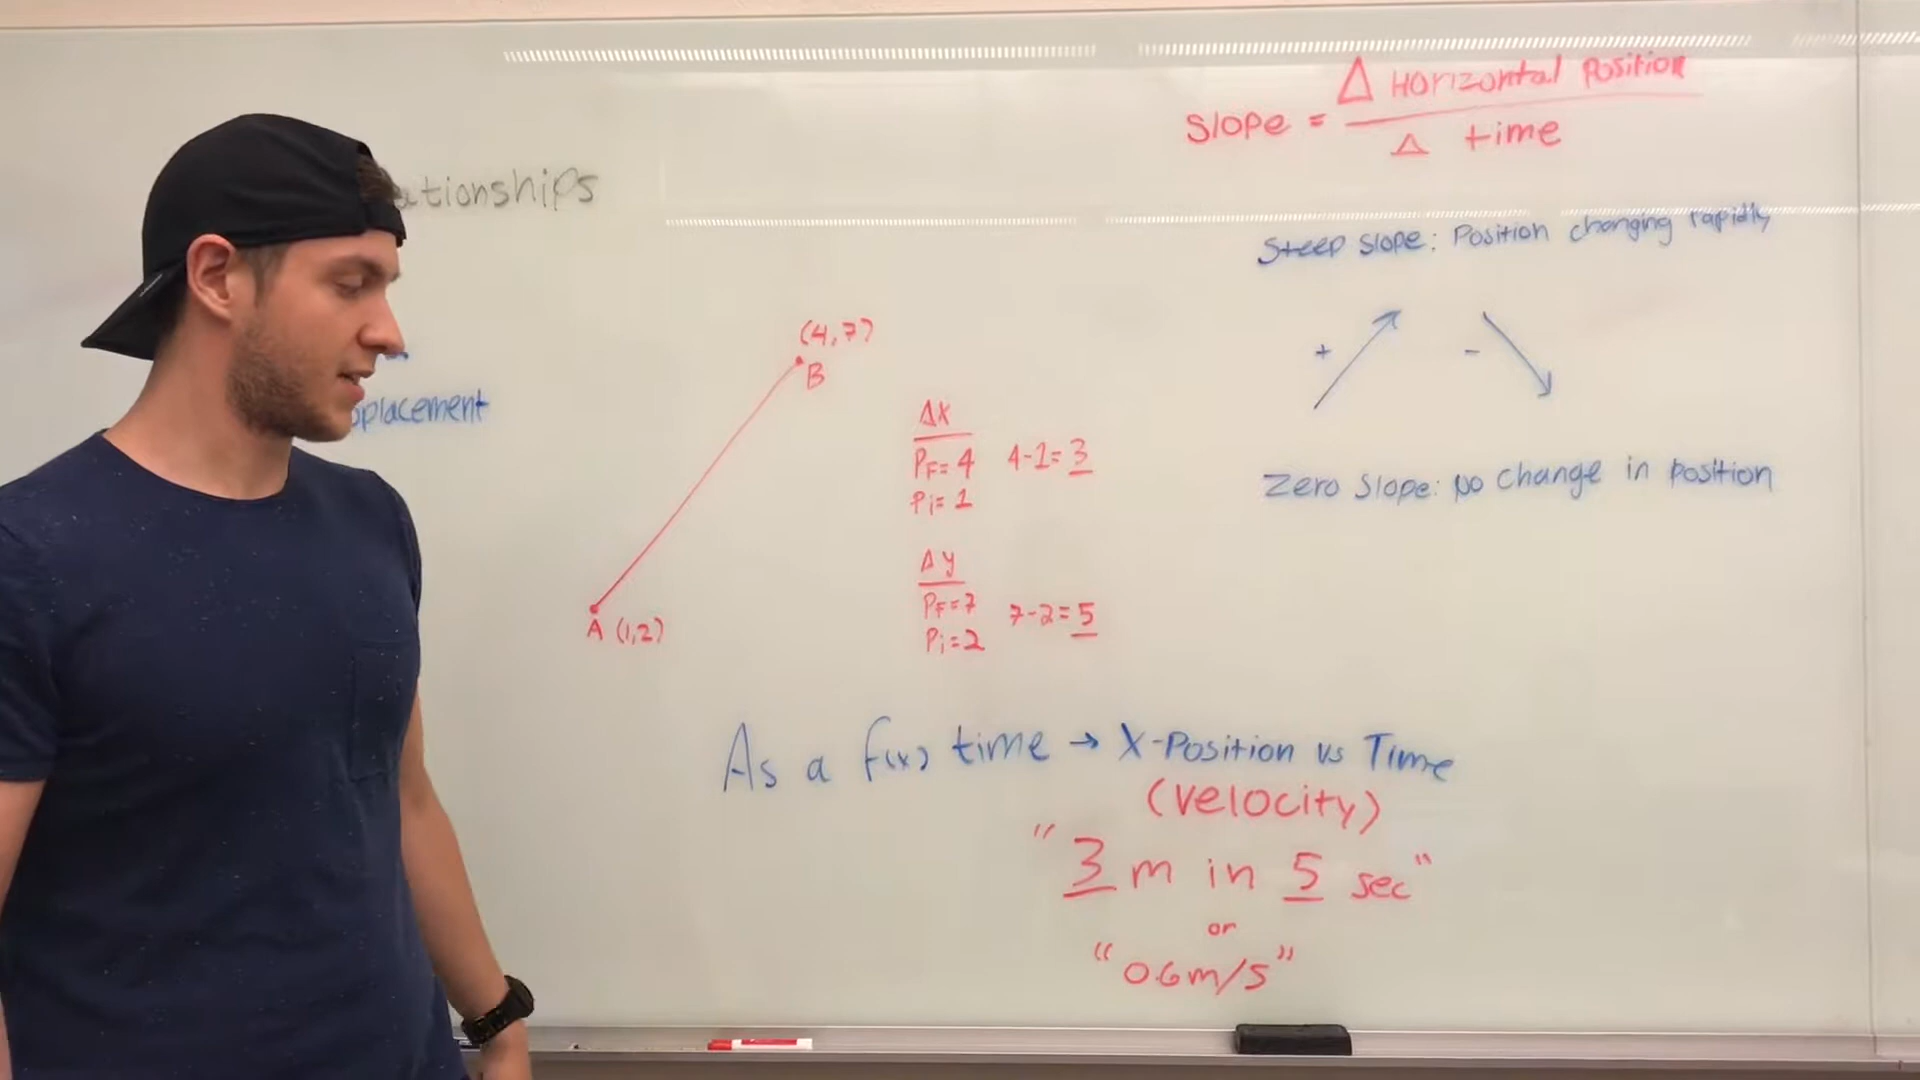 Slope = Δ Horizontal Position
Δ time
Steep slope: Position changing rapidly
+ -
Zero Slope: No change in position
(4,7)
B
A (1,2)
Δx
PF=4 4-1=3
Pi=1
Δy
PF=7 7-2=5
Pi=2
As a f(x) time → X-Position vs Time
(velocity)
"3 m in 5 sec"
or
"0.6m/s"